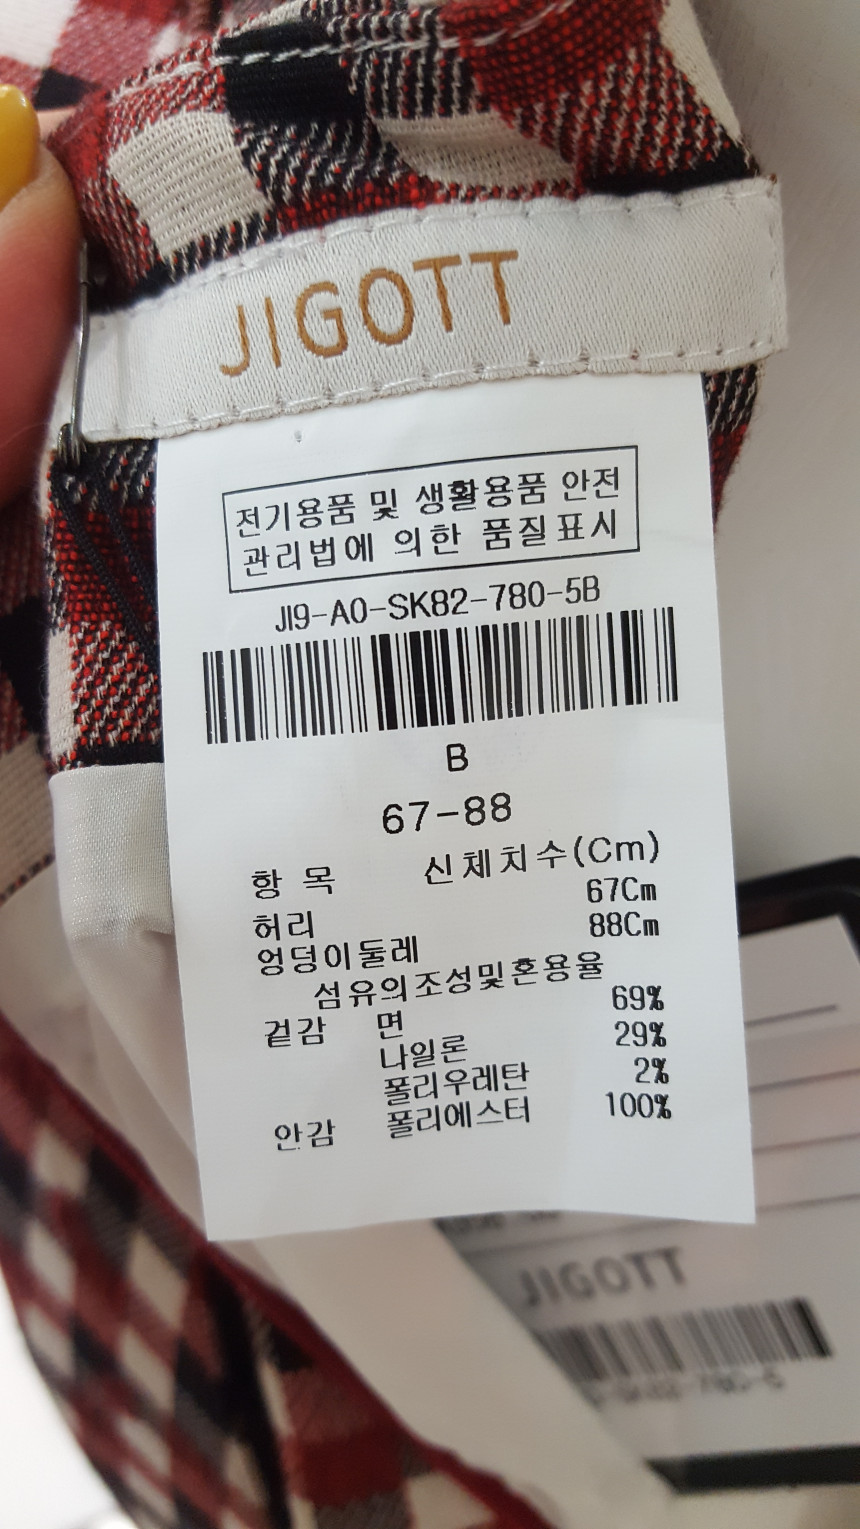 JIGOTT
전기용품 및 생활용품 안전
관리법에 의한 품질표시
JI9-A0-SK82-780-5B
B
67-88
항 목 신체치수(Cm)
허리 67Cm
엉덩이둘레 88Cm
섬유의조성및혼용율
겉감 면 69%
나일론 29%
폴리우레탄 2%
안감 폴리에스터 100%
JIGOTT